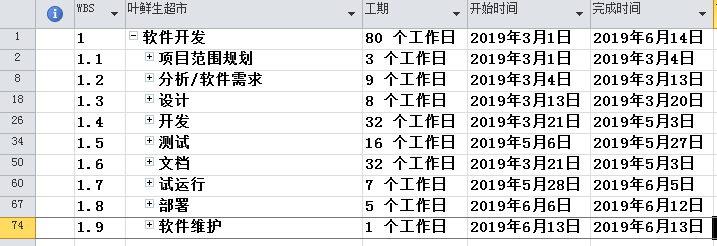 WBS 叶鲜生超市 工期 开始时间 完成时间
1 1 软件开发 80 个工作日 2019年3月1日 2019年6月14日
2 1.1 项目范围规划 3 个工作日 2019年3月1日 2019年3月4日
8 1.2 分析/软件需求 9 个工作日 2019年3月4日 2019年3月13日
18 1.3 设计 8 个工作日 2019年3月13日 2019年3月20日
26 1.4 开发 32 个工作日 2019年3月21日 2019年5月3日
34 1.5 测试 16 个工作日 2019年5月6日 2019年5月27日
50 1.6 文档 32 个工作日 2019年3月21日 2019年5月3日
60 1.7 试运行 7 个工作日 2019年5月28日 2019年6月5日
67 1.8 部署 5 个工作日 2019年6月6日 2019年6月12日
74 1.9 软件维护 1 个工作日 2019年6月13日 2019年6月13日